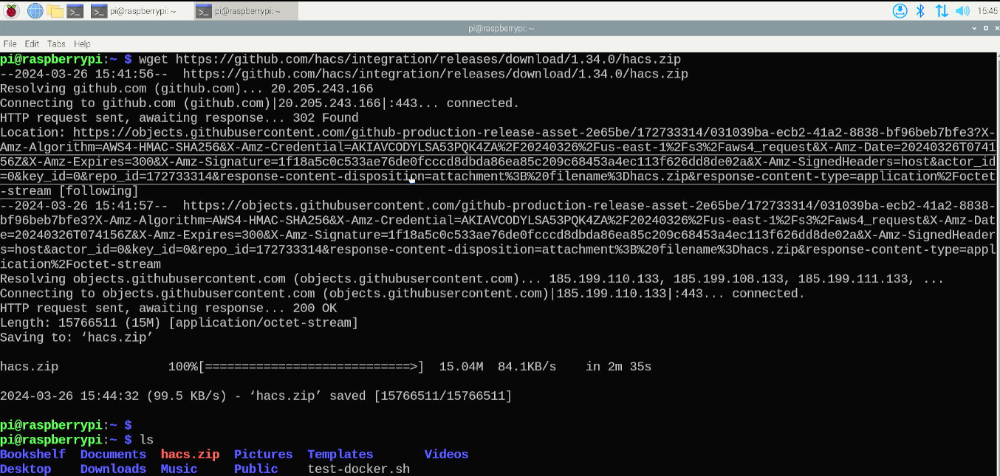 pi@raspberrypi: ~ pi@raspberrypi: ~ 15:45
pi@raspberrypi: ~
File Edit Tabs Help
pi@raspberrypi:~ $ wget https://github.com/hacs/integration/releases/download/1.34.0/hacs.zip
--2024-03-26 15:41:56-- https://github.com/hacs/integration/releases/download/1.34.0/hacs.zip
Resolving github.com (github.com)... 20.205.243.166
Connecting to github.com (github.com)|20.205.243.166|:443... connected.
HTTP request sent, awaiting response... 302 Found
Location: https://objects.githubusercontent.com/github-production-release-asset-2e65be/172733314/031039ba-ecb2-41a2-8838-bf96beb7bfe3?X-
Amz-Algorithm=AWS4-HMAC-SHA256&X-Amz-Credential=AKIAVCODYLSA53PQK4ZA%2F20240326%2Fus-east-1%2Fs3%2Faws4_request&X-Amz-Date=20240326T0741
56Z&X-Amz-Expires=300&X-Amz-Signature=1f18a5c0c533ae76de0fcccd8dbda86ea85c209c68453a4ec113f626dd8de02a&X-Amz-SignedHeaders=host&actor_id
=0&key_id=0&repo_id=172733314&response-content-disposition=attachment%3B%20filename%3Dhacs.zip&response-content-type=application%2Foctet
-stream [following]
--2024-03-26 15:41:57-- https://objects.githubusercontent.com/github-production-release-asset-2e65be/172733314/031039ba-ecb2-41a2-8838-
bf96beb7bfe3?X-Amz-Algorithm=AWS4-HMAC-SHA256&X-Amz-Credential=AKIAVCODYLSA53PQK4ZA%2F20240326%2Fus-east-1%2Fs3%2Faws4_request&X-Amz-Dat
e=20240326T074156Z&X-Amz-Expires=300&X-Amz-Signature=1f18a5c0c533ae76de0fcccd8dbda86ea85c209c68453a4ec113f626dd8de02a&X-Amz-SignedHeader
s=host&actor_id=0&key_id=0&repo_id=172733314&response-content-disposition=attachment%3B%20filename%3Dhacs.zip&response-content-type=appl
ication%2Foctet-stream
Resolving objects.githubusercontent.com (objects.githubusercontent.com)... 185.199.110.133, 185.199.108.133, 185.199.111.133, ...
Connecting to objects.githubusercontent.com (objects.githubusercontent.com)|185.199.110.133|:443... connected.
HTTP request sent, awaiting response... 200 OK
Length: 15766511 (15M) [application/octet-stream]
Saving to: ‘hacs.zip’
hacs.zip 100%[============================>] 15.04M 84.1KB/s in 2m 35s
2024-03-26 15:44:32 (99.5 KB/s) - ‘hacs.zip’ saved [15766511/15766511]
pi@raspberrypi:~ $
pi@raspberrypi:~ $ ls
Bookshelf Documents hacs.zip Pictures Templates Videos
Desktop Downloads Music Public test-docker.sh